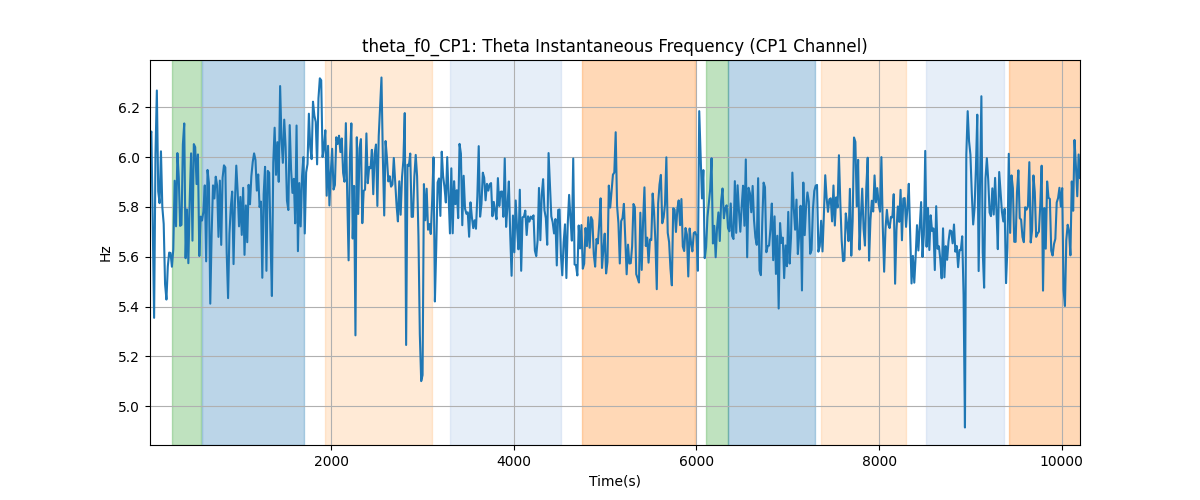 theta_f0_CP1: Theta Instantaneous Frequency (CP1 Channel)
6.2
6.0
5.8
5.6
5.4
5.2
5.0
Hz
2000 4000 6000 8000 10000
Time(s)